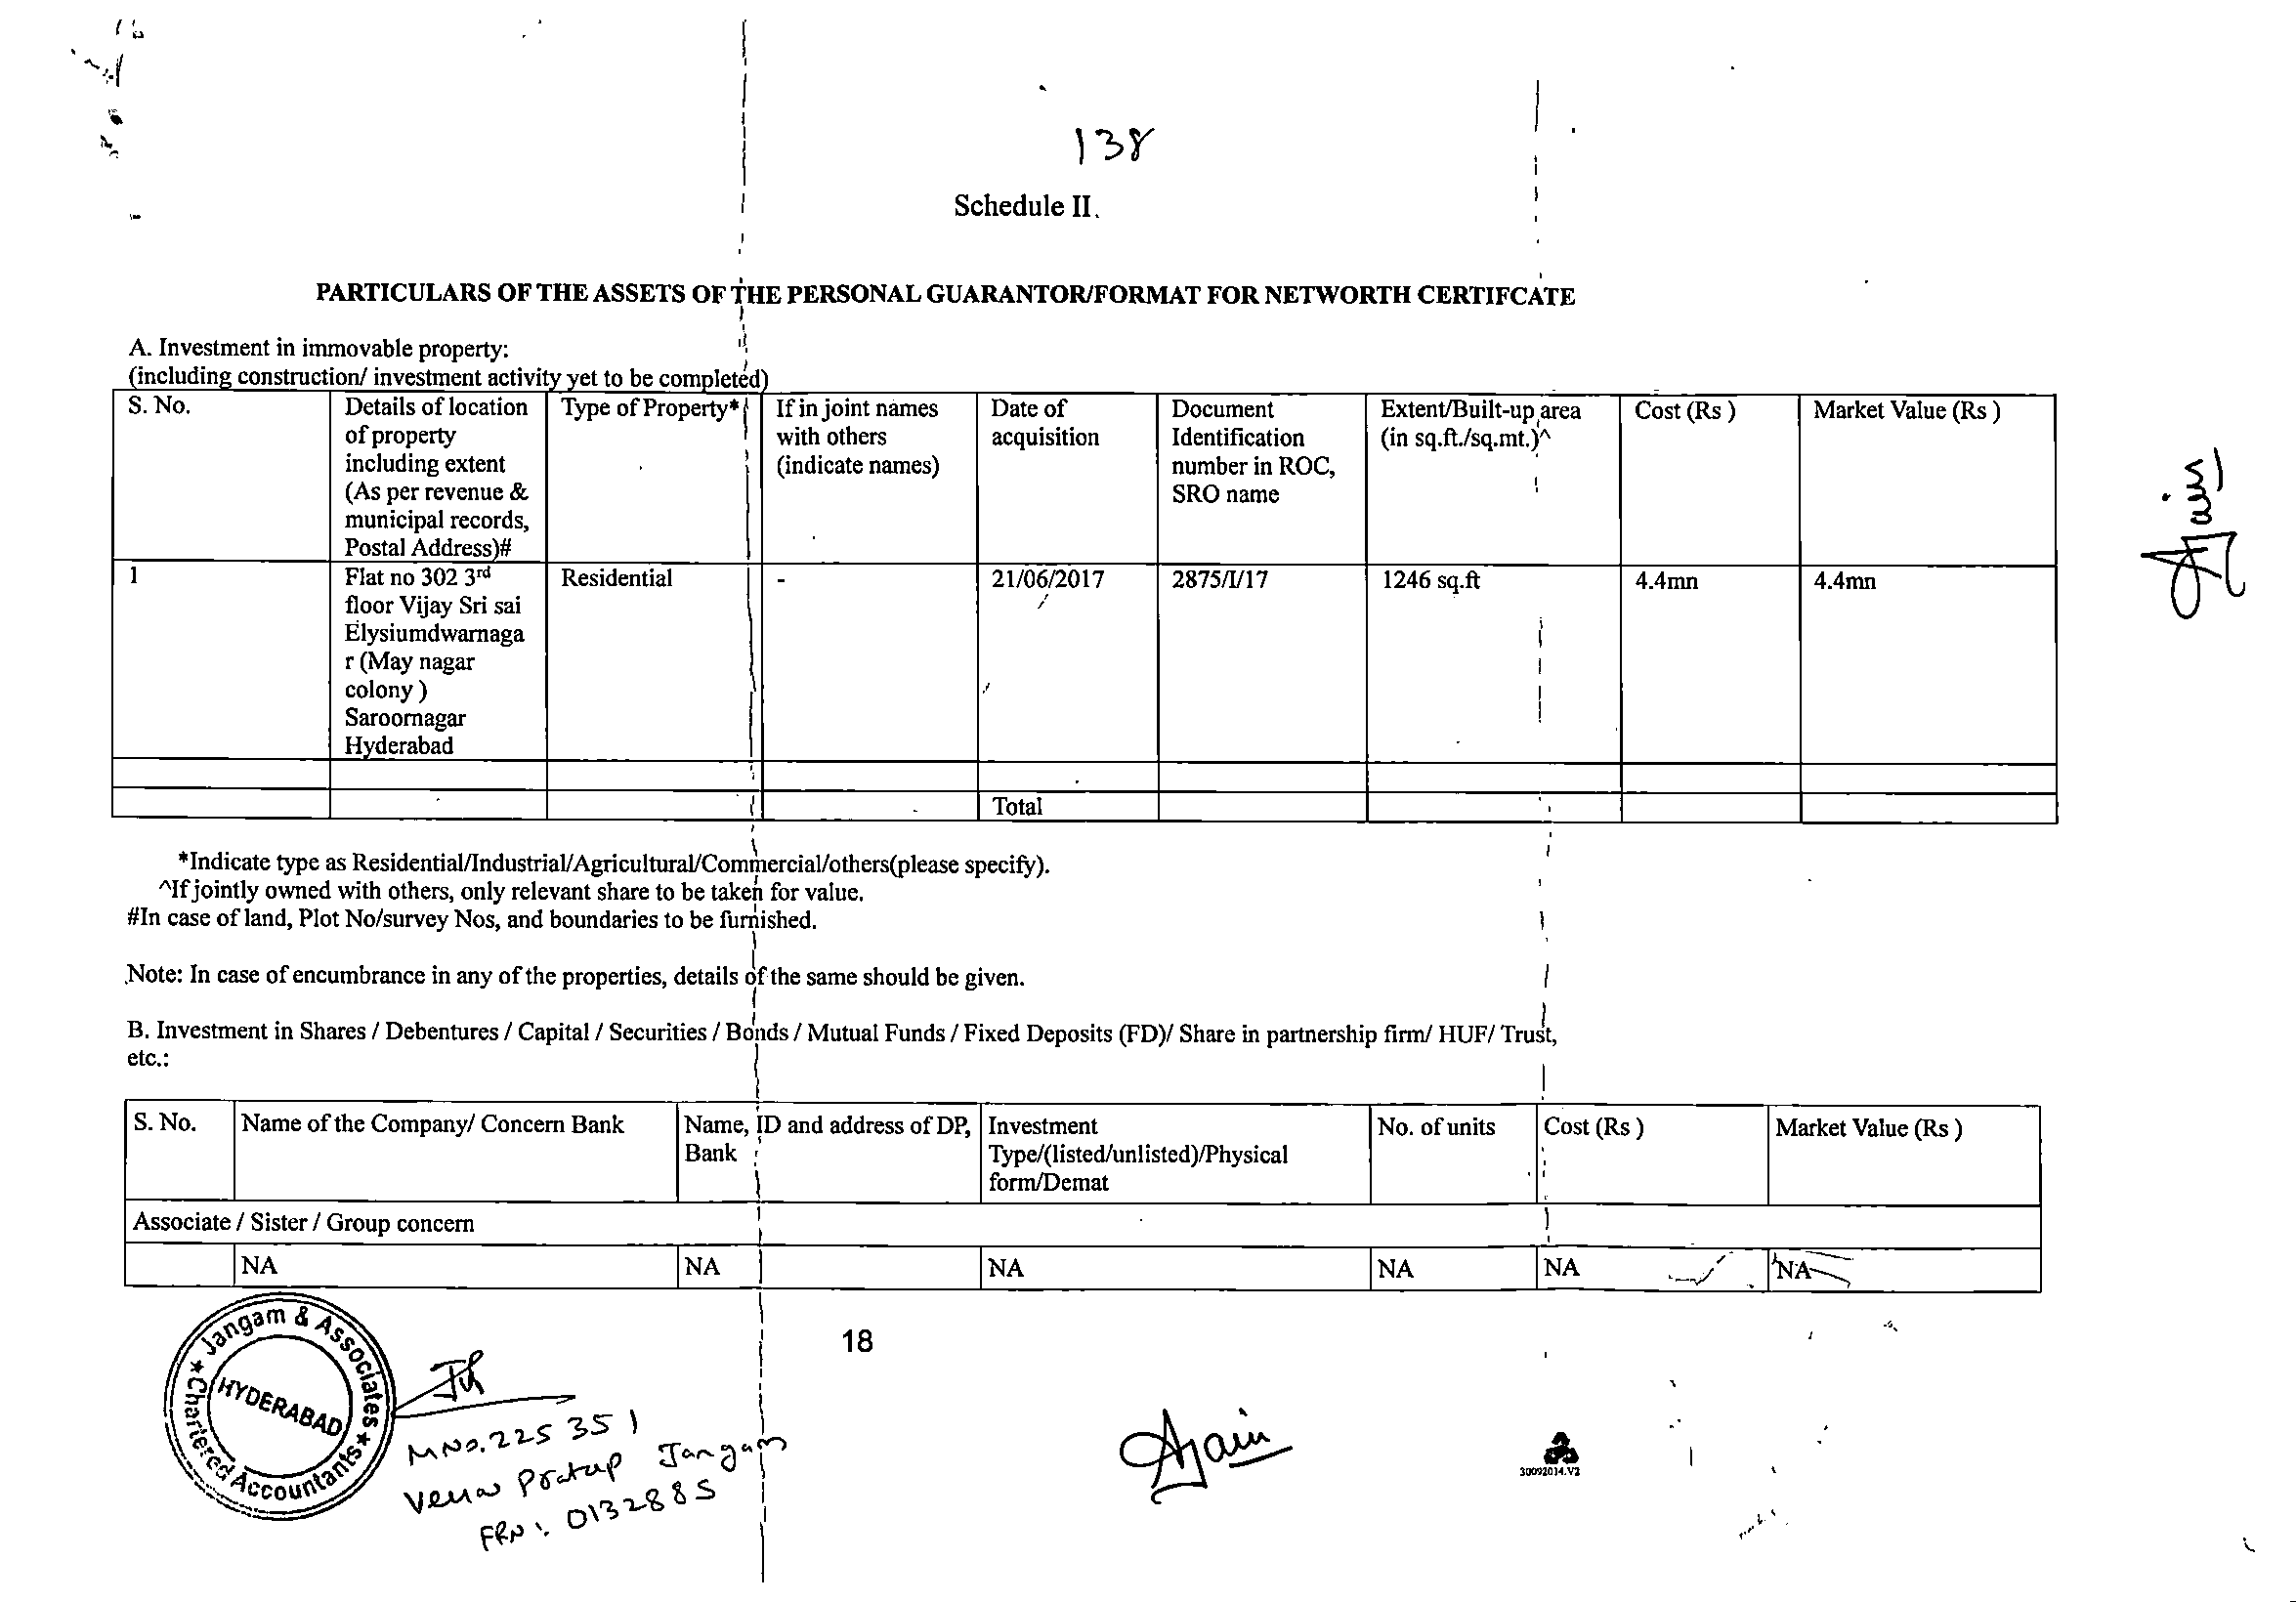 138
Schedule II.
PARTICULARS OF THE ASSETS OF THE PERSONAL GUARANTOR/FORMAT FOR NETWORTH CERTIFCATE
A. Investment in immovable property:
(including construction/ investment activity yet to be completed)
S. No. Details of location of property including extent (As per revenue & municipal records, Postal Address)# Type of Property* If in joint names with others (indicate names) Date of acquisition Document Identification number in ROC, SRO name Extent/Built-up area (in sq.ft./sq.mt.)^ Cost (Rs ) Market Value (Rs )
1 Flat no 302 3rd floor Vijay Sri sai Elysiumdwarnaga r (May nagar colony ) Saroornagar Hyderabad Residential - 21/06/2017 2875/I/17 1246 sq.ft 4.4mn 4.4mn
Total
*Indicate type as Residential/Industrial/Agricultural/Commercial/others(please specify).
^If jointly owned with others, only relevant share to be taken for value.
#In case of land, Plot No/survey Nos, and boundaries to be furnished.
Note: In case of encumbrance in any of the properties, details of the same should be given.
B. Investment in Shares / Debentures / Capital / Securities / Bonds / Mutual Funds / Fixed Deposits (FD)/ Share in partnership firm/ HUF/ Trust,
etc.:
S. No. Name of the Company/ Concern Bank Name, ID and address of DP, Bank Investment Type/(listed/unlisted)/Physical form/Demat No. of units Cost (Rs ) Market Value (Rs )
Associate / Sister / Group concern
NA NA NA NA NA NA
18
Jangam & Associates
HYDERABAD
Chartered Accountants
M No. 225351
Pratap Jangam
FRN: 013288S
AJain
30092014.V2